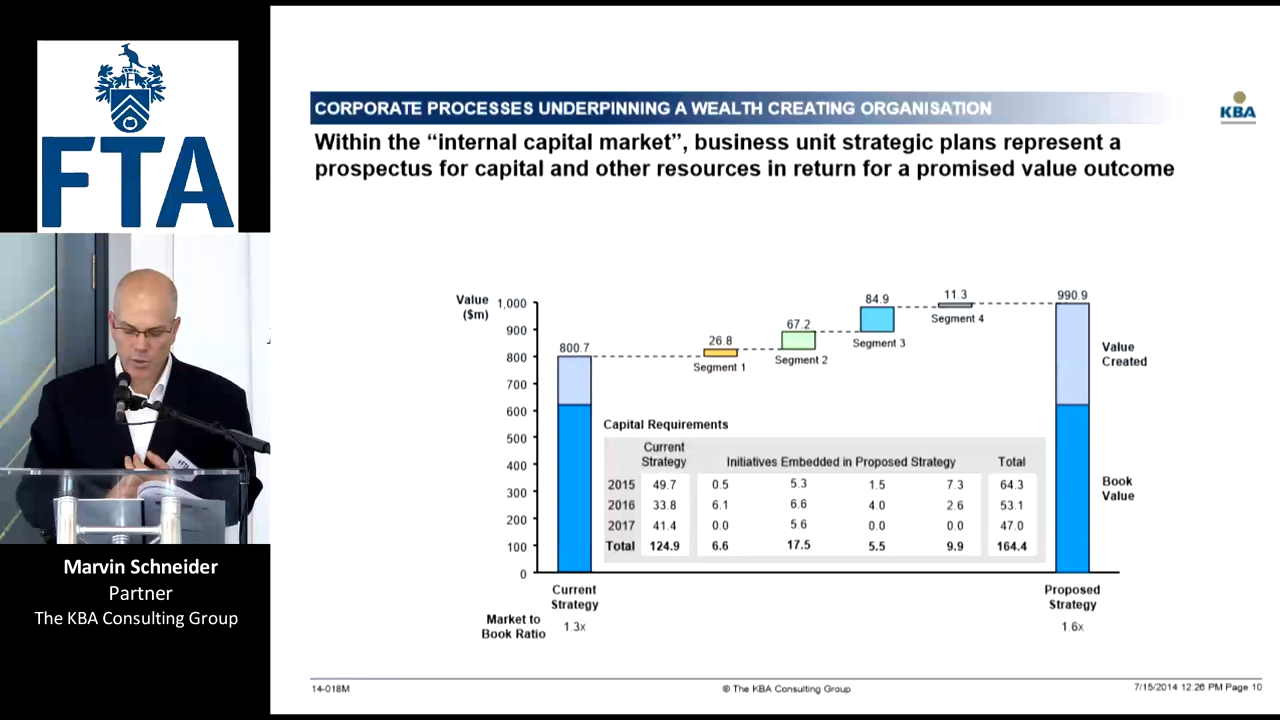 FTA
Marvin Schneider
Partner
The KBA Consulting Group
CORPORATE PROCESSES UNDERPINNING A WEALTH CREATING ORGANISATION
KBA
Within the “internal capital market”, business unit strategic plans represent a
prospectus for capital and other resources in return for a promised value outcome
Value
($m)
1,000
900
800
700
600
500
400
300
200
100
0
800.7
26.8
Segment 1
67.2
Segment 2
84.9
Segment 3
11.3
Segment 4
990.9
Value
Created
Book
Value
Capital Requirements
Current
Strategy Initiatives Embedded in Proposed Strategy Total
2015 49.7 0.5 5.3 1.5 7.3 64.3
2016 33.8 6.1 6.6 4.0 2.6 53.1
2017 41.4 0.0 5.6 0.0 0.0 47.0
Total 124.9 6.6 17.5 5.5 9.9 164.4
Current
Strategy
Proposed
Strategy
Market to
Book Ratio
1.3x
1.6x
14-018M
© The KBA Consulting Group
7/15/2014 12:26 PM Page 10